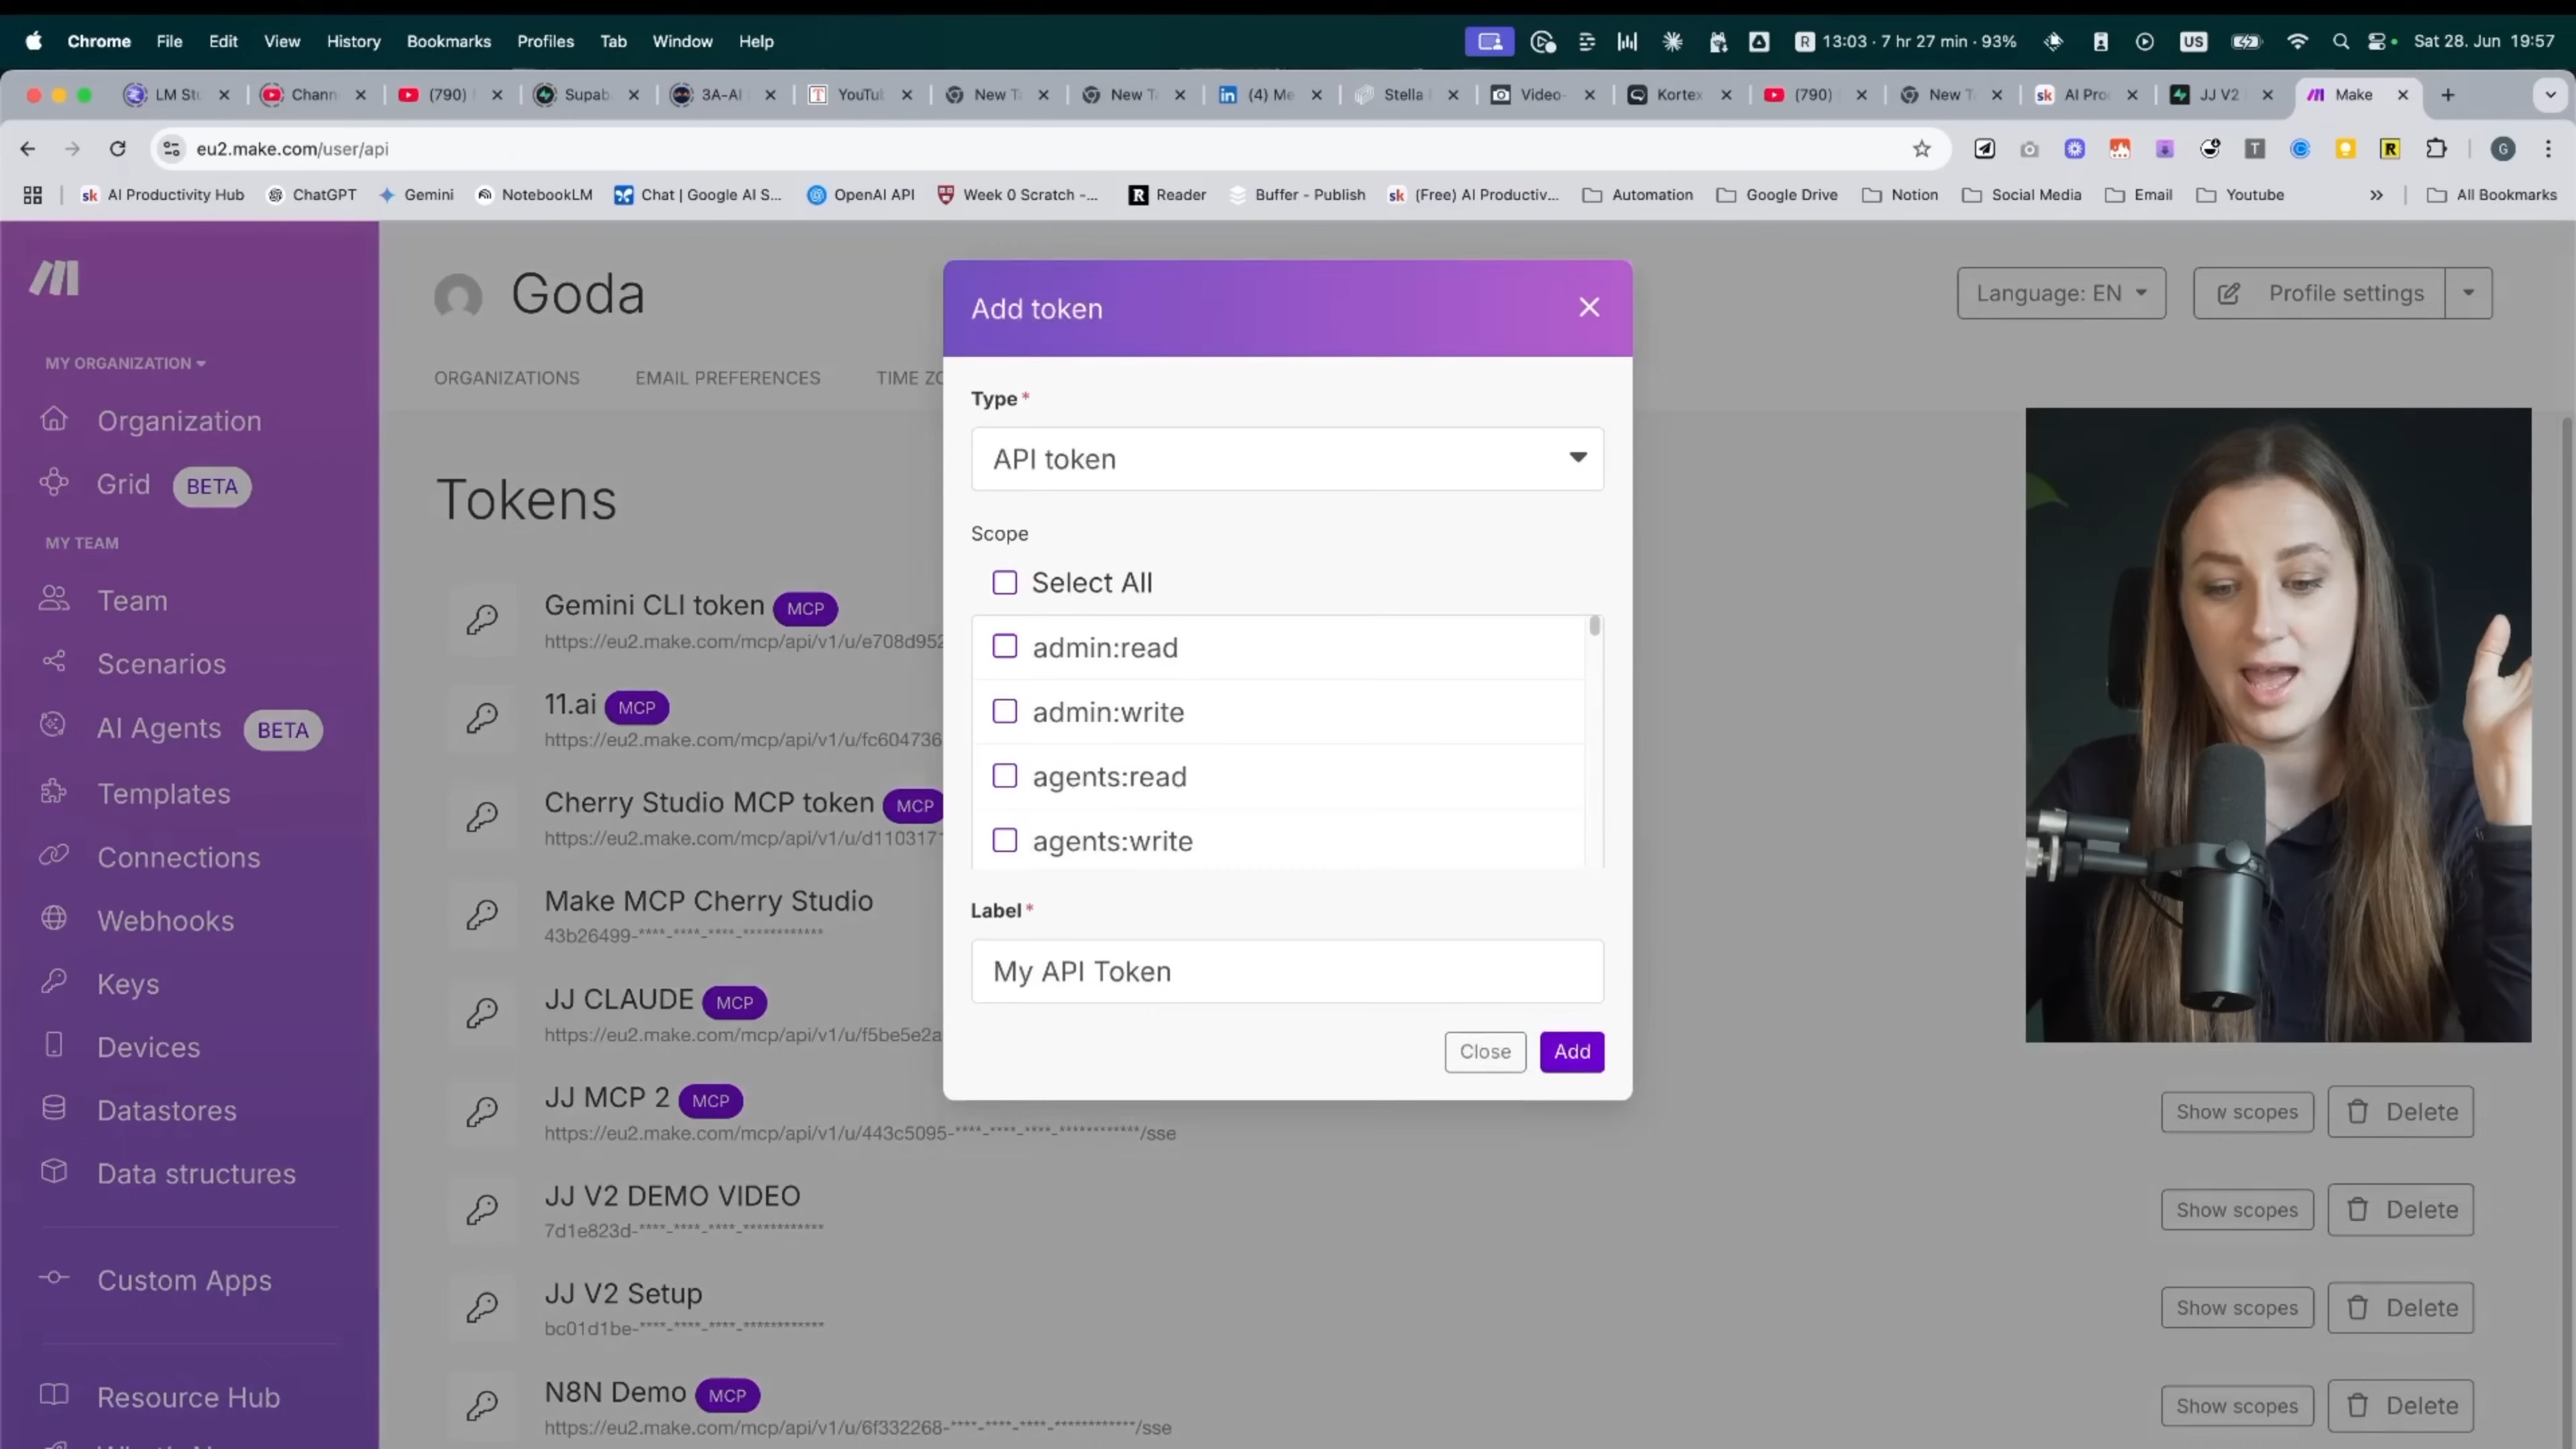 Chrome File Edit View History Bookmarks Profiles Tab Window Help R 13:03 · 7 hr 27 min · 93% US Sat 28. Jun 19:57
LM Stu Chann (790) Supab 3A-AI T YouTub New T New T in (4) Me Stella Video- Kortex (790) New T sk AI Pro JJ V2 Make
eu2.make.com/user/api
sk AI Productivity Hub ChatGPT Gemini NotebookLM Chat | Google AI S... OpenAI API Week 0 Scratch -... R Reader Buffer - Publish sk (Free) AI Productiv... Automation Google Drive Notion Social Media Email Youtube » All Bookmarks
MY ORGANIZATION
Organization
Grid BETA
MY TEAM
Team
Scenarios
AI Agents BETA
Templates
Connections
Webhooks
Keys
Devices
Datastores
Data structures
Custom Apps
Resource Hub
Goda
Language: EN
Profile settings
ORGANIZATIONS EMAIL PREFERENCES TIME ZO
Tokens
Gemini CLI token MCP
https://eu2.make.com/mcp/api/v1/u/e708d952
11.ai MCP
https://eu2.make.com/mcp/api/v1/u/fc604736
Cherry Studio MCP token MCP
https://eu2.make.com/mcp/api/v1/u/d1103171
Make MCP Cherry Studio
43b26499-****-****-****-************
JJ CLAUDE MCP
https://eu2.make.com/mcp/api/v1/u/f5be5e2a
JJ MCP 2 MCP
https://eu2.make.com/mcp/api/v1/u/443c5095-****-****-****-************/sse
Show scopes Delete
JJ V2 DEMO VIDEO
7d1e823d-****-****-****-************
Show scopes Delete
JJ V2 Setup
bc01d1be-****-****-****-************
Show scopes Delete
N8N Demo MCP
https://eu2.make.com/mcp/api/v1/u/6f332268-****-****-****-************/sse
Show scopes Delete
Add token
Type *
API token
Scope
Select All
admin:read
admin:write
agents:read
agents:write
Label *
My API Token
Close Add